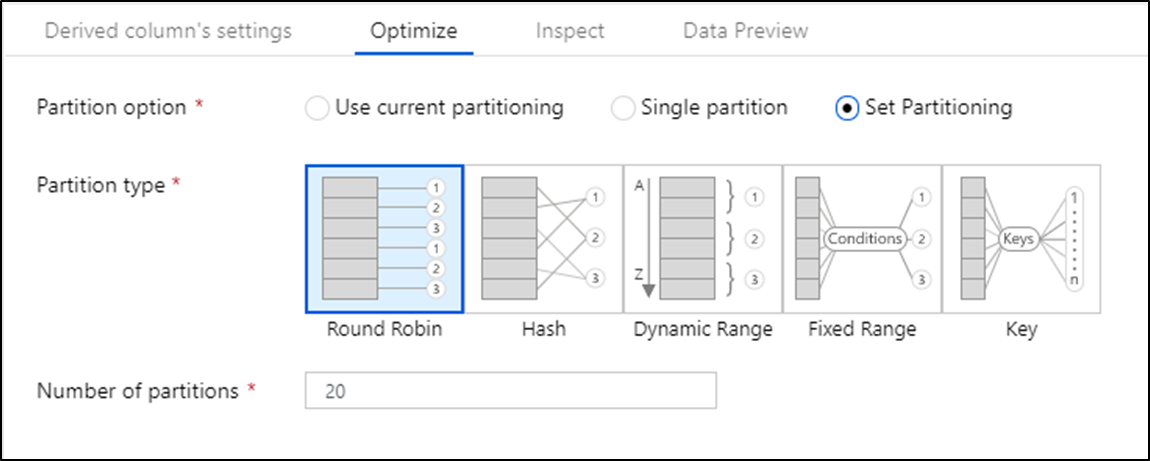 Derived column's settings Optimize Inspect Data Preview
Partition option * Use current partitioning Single partition Set Partitioning
Partition type *
1 2 3 1 2 3
1 2 3
A Z 1 2 3
Conditions 1 2 3
Keys 1 n
Round Robin Hash Dynamic Range Fixed Range Key
Number of partitions * 20